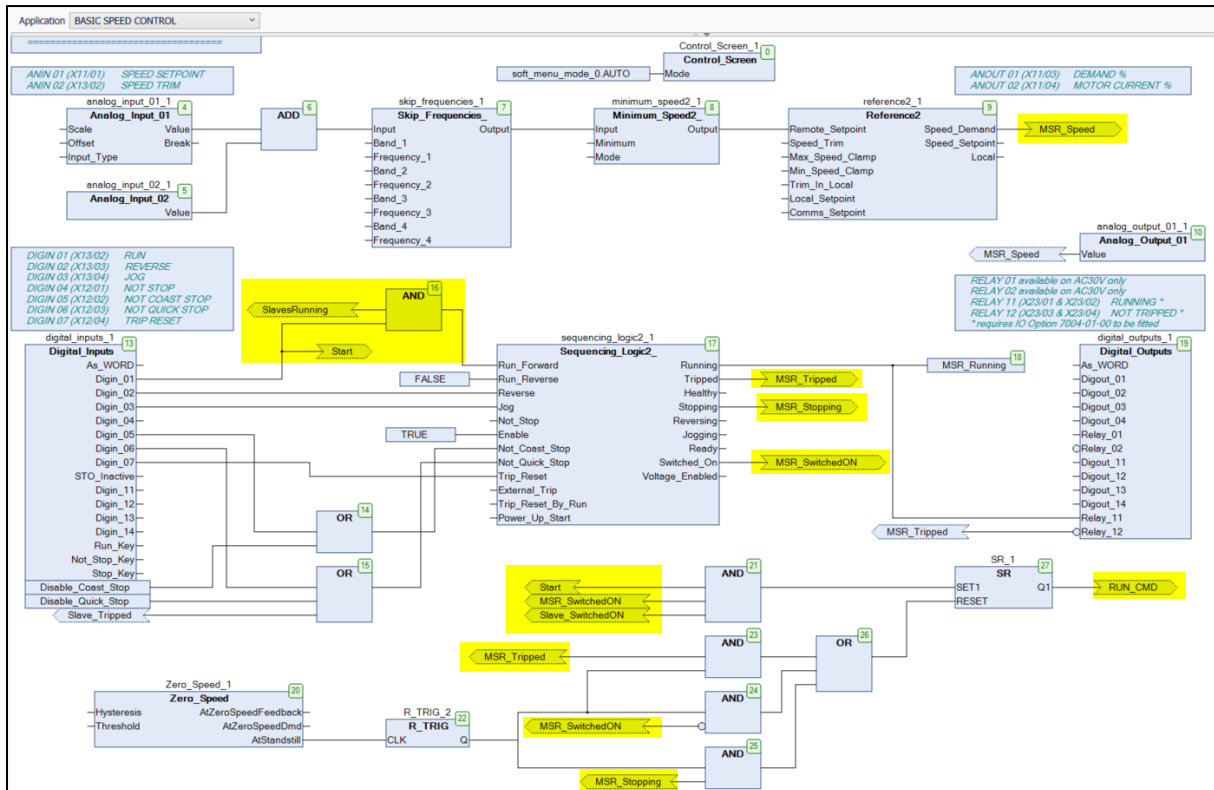 Application BASIC SPEED CONTROL
===================================
ANIN 01 (X11/01) SPEED SETPOINT
ANIN 02 (X13/02) SPEED TRIM
Control_Screen_1
0
Control_Screen
soft_menu_mode_0.AUTO
Mode
ANOUT 01 (X11/03) DEMAND %
ANOUT 02 (X11/04) MOTOR CURRENT %
analog_input_01_1
4
Analog_Input_01
Scale Value
Offset Break
Input_Type
6
ADD
skip_frequencies_1
7
Skip_Frequencies_
Input Output
Band_1
Frequency_1
Band_2
Frequency_2
Band_3
Frequency_3
Band_4
Frequency_4
minimum_speed2_1
8
Minimum_Speed2_
Input Output
Minimum
Mode
reference2_1
9
Reference2
Remote_Setpoint Speed_Demand
Speed_Trim Speed_Setpoint
Max_Speed_Clamp Local
Min_Speed_Clamp
Trim_In_Local
Local_Setpoint
Comms_Setpoint
MSR_Speed
analog_input_02_1
5
Analog_Input_02
Value
analog_output_01_1
10
Analog_Output_01
MSR_Speed
Value
DIGIN 01 (X13/02) RUN
DIGIN 02 (X13/03) REVERSE
DIGIN 03 (X13/04) JOG
DIGIN 04 (X12/01) NOT STOP
DIGIN 05 (X12/02) NOT COAST STOP
DIGIN 06 (X12/03) NOT QUICK STOP
DIGIN 07 (X12/04) TRIP RESET
16
AND
SlavesRunning
Start
RELAY 01 available on AC30V only
RELAY 02 available on AC30V only
RELAY 11 (X23/01 & X23/02) RUNNING *
RELAY 12 (X23/03 & X23/04) NOT TRIPPED *
* requires IO Option 7004-01-00 to be fitted
digital_inputs_1
13
Digital_Inputs
As_WORD
Digin_01
Digin_02
Digin_03
Digin_04
Digin_05
Digin_06
Digin_07
STO_Inactive
Digin_11
Digin_12
Digin_13
Digin_14
Run_Key
Not_Stop_Key
Stop_Key
Disable_Coast_Stop
Disable_Quick_Stop
Slave_Tripped
FALSE
TRUE
14
OR
15
OR
sequencing_logic2_1
17
Sequencing_Logic2_
Run_Forward Running
Run_Reverse Tripped
Reverse Healthy
Jog Stopping
Not_Stop Reversing
Enable Jogging
Not_Coast_Stop Ready
Not_Quick_Stop Switched_On
Trip_Reset Voltage_Enabled
External_Trip
Trip_Reset_By_Run
Power_Up_Start
MSR_Running
18
MSR_Tripped
MSR_Stopping
MSR_SwitchedON
digital_outputs_1
19
Digital_Outputs
As_WORD
Digout_01
Digout_02
Digout_03
Digout_04
Relay_01
Relay_02
Digout_11
Digout_12
Digout_13
Digout_14
Relay_11
Relay_12
MSR_Tripped
Start
MSR_SwitchedON
Slave_SwitchedON
21
AND
SR_1
27
SR
SET1 Q1
RESET
RUN_CMD
MSR_Tripped
23
AND
26
OR
Zero_Speed_1
20
Zero_Speed
Hysteresis AtZeroSpeedFeedback
Threshold AtZeroSpeedDmd
AtStandstill
R_TRIG_2
22
R_TRIG
CLK Q
MSR_SwitchedON
24
AND
25
AND
MSR_Stopping